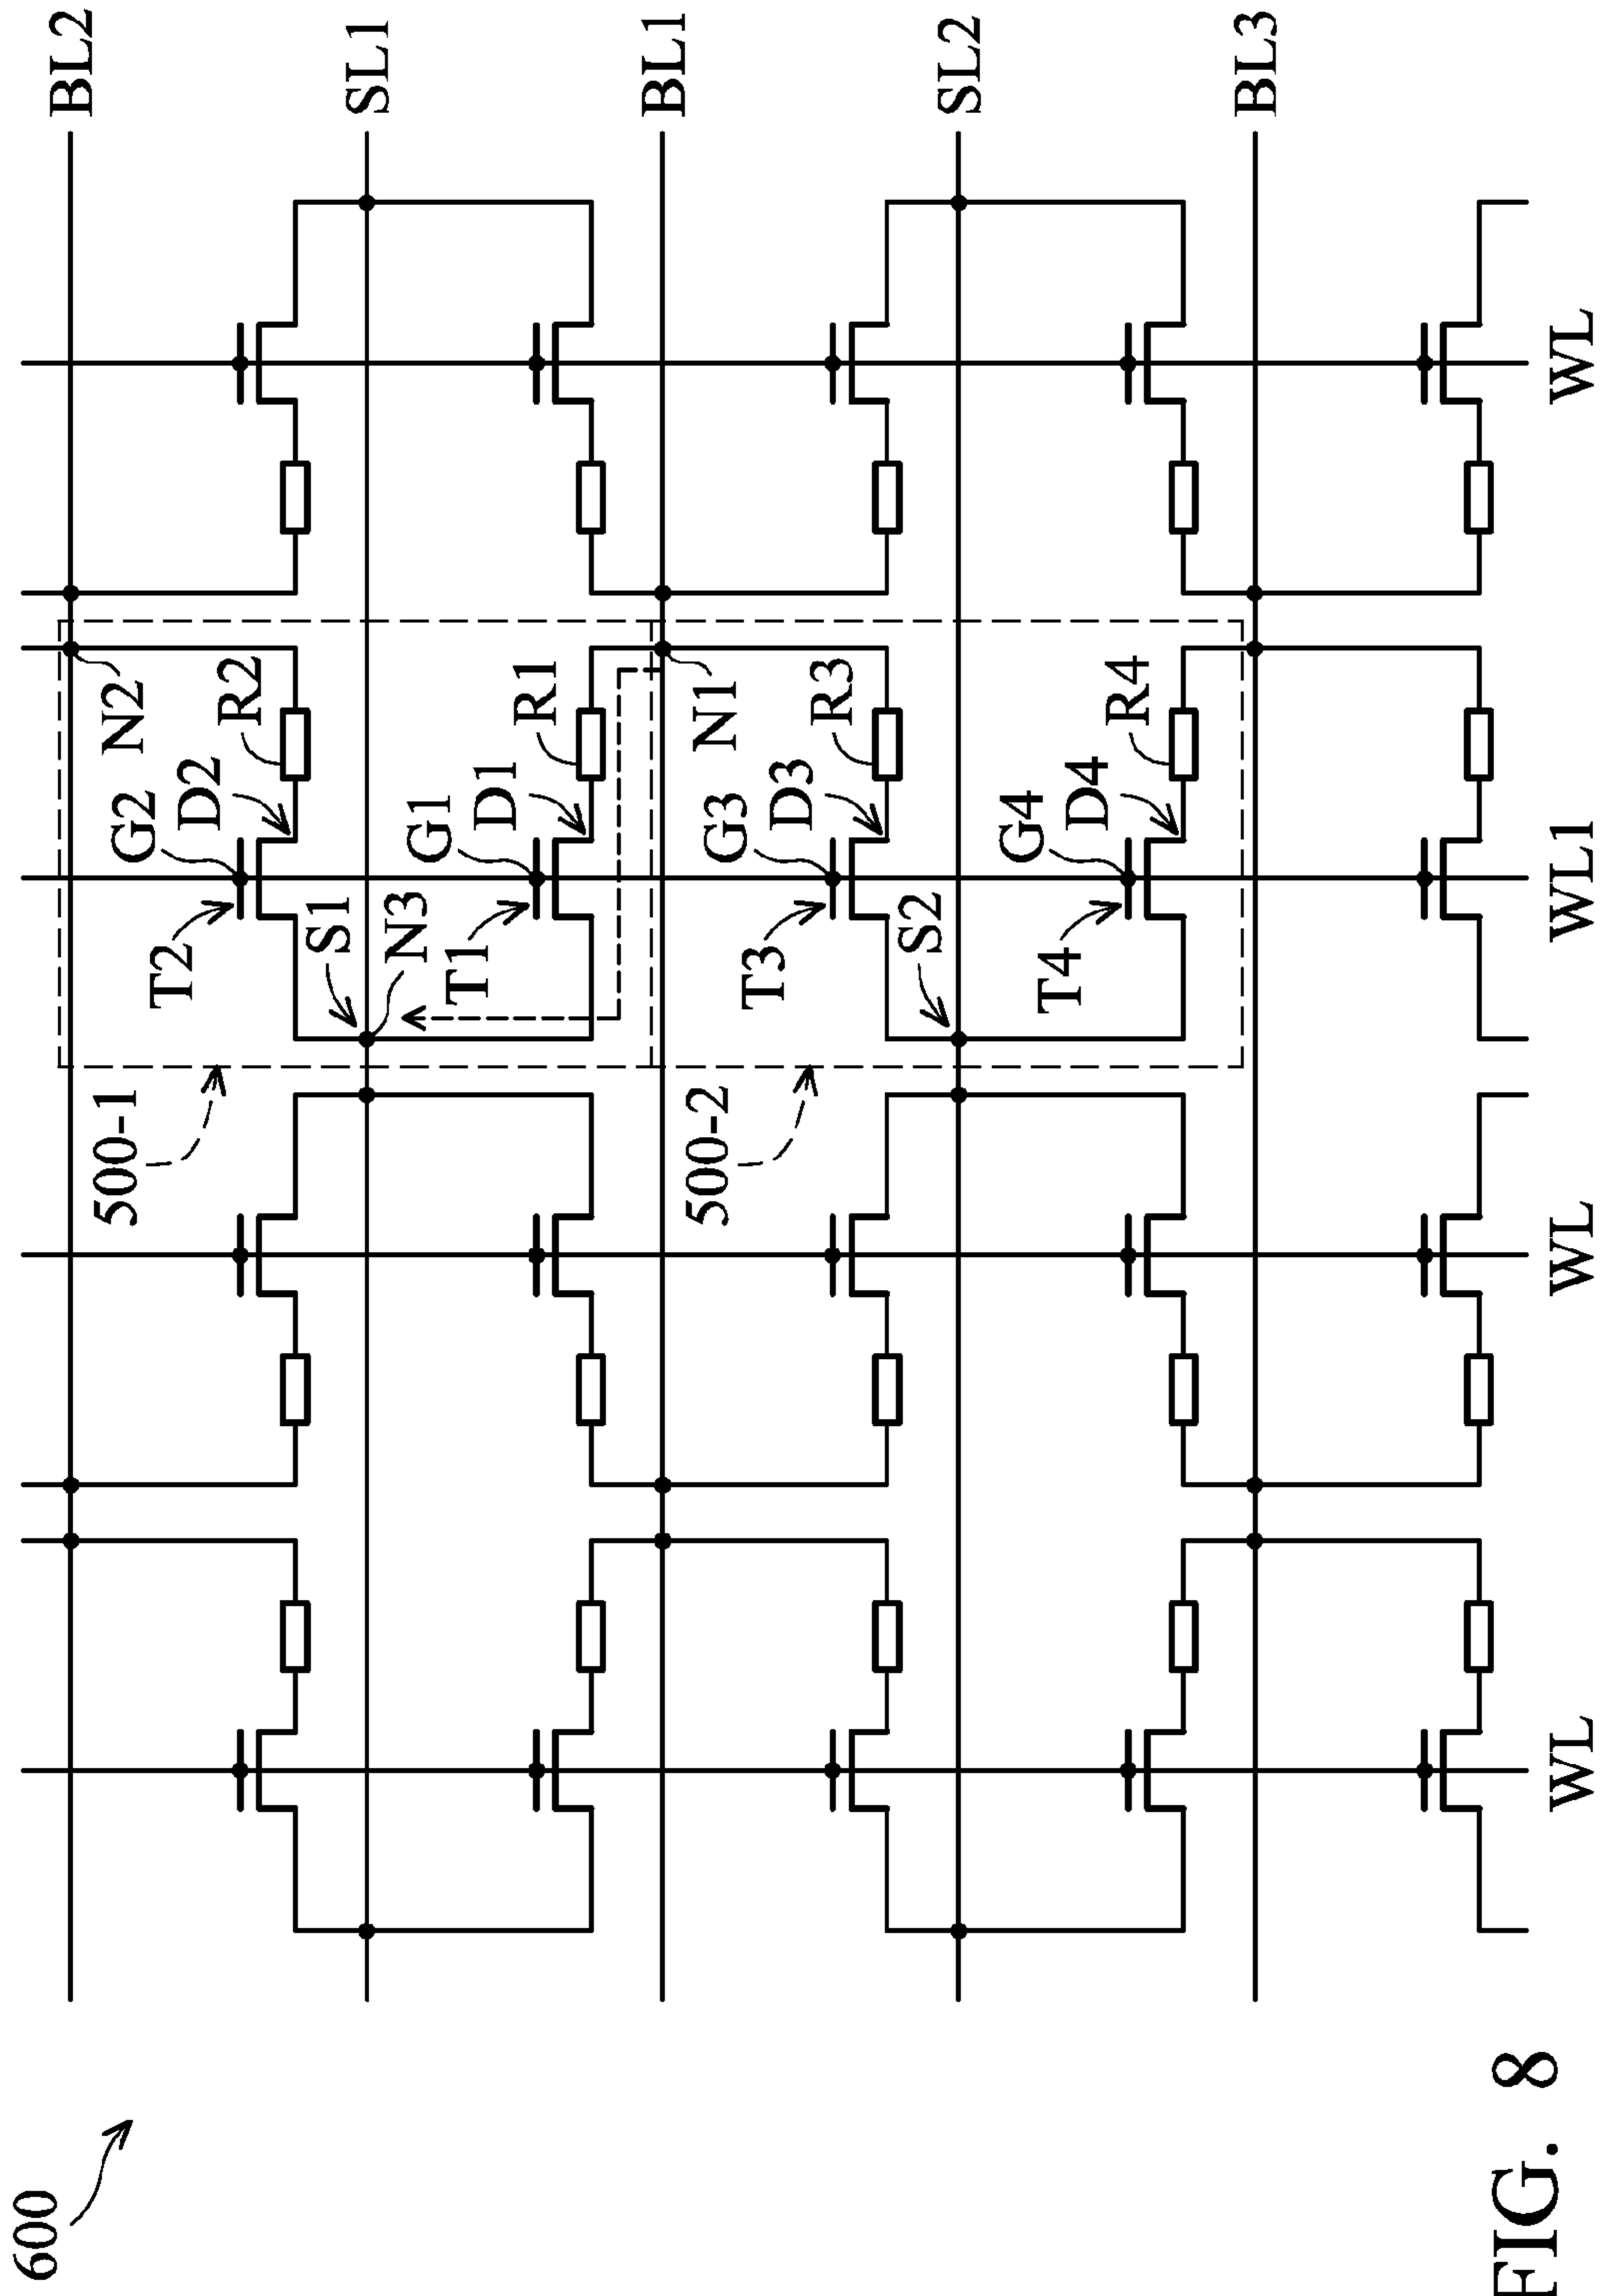 600
BL2
SL1
BL1
SL2
BL3
500-1
500-2
N2
G2
D2
R2
T2
S1
N3
G1
D1
R1
T1
N1
G3
D3
R3
T3
S2
G4
D4
R4
T4
WL
WL
WL1
WL
FIG. 8